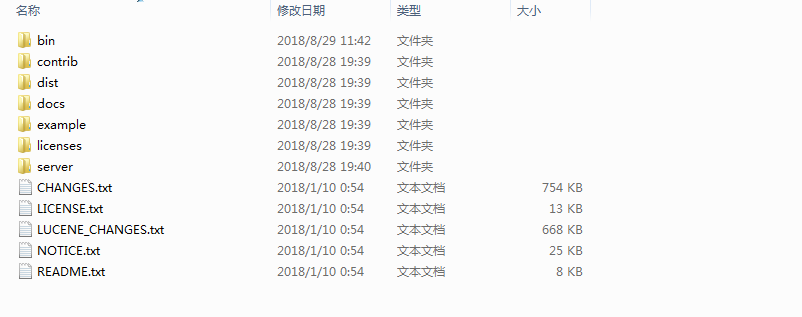 名称 修改日期 类型 大小
bin 2018/8/29 11:42 文件夹
contrib 2018/8/28 19:39 文件夹
dist 2018/8/28 19:39 文件夹
docs 2018/8/28 19:39 文件夹
example 2018/8/28 19:39 文件夹
licenses 2018/8/28 19:39 文件夹
server 2018/8/28 19:40 文件夹
CHANGES.txt 2018/1/10 0:54 文本文档 754 KB
LICENSE.txt 2018/1/10 0:54 文本文档 13 KB
LUCENE_CHANGES.txt 2018/1/10 0:54 文本文档 668 KB
NOTICE.txt 2018/1/10 0:54 文本文档 25 KB
README.txt 2018/1/10 0:54 文本文档 8 KB